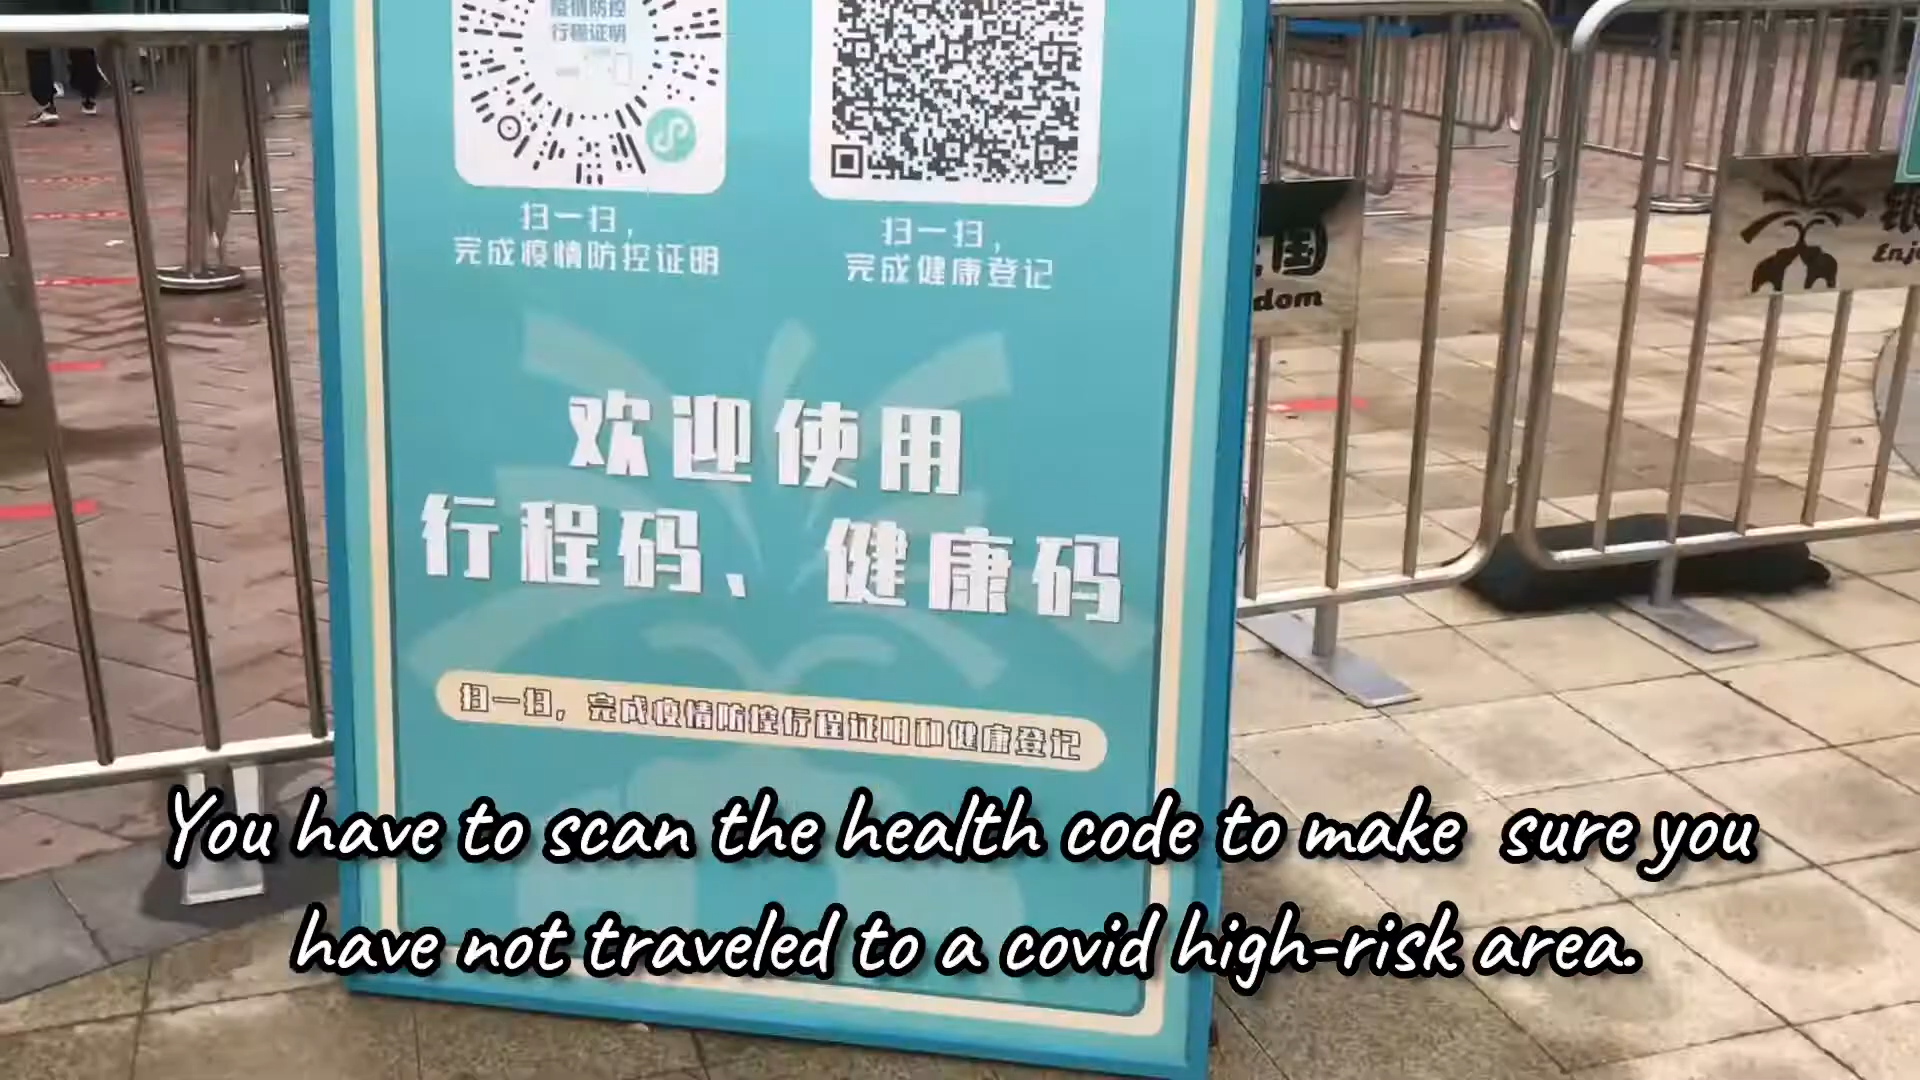 疫情防控
行程证明
扫一扫，
完成疫情防控证明
扫一扫，
完成健康登记
欢迎使用
行程码、健康码
扫一扫，完成疫情防控行程证明和健康登记
国
dom
Enj
You have to scan the health code to make sure you
have not traveled to a covid high-risk area.